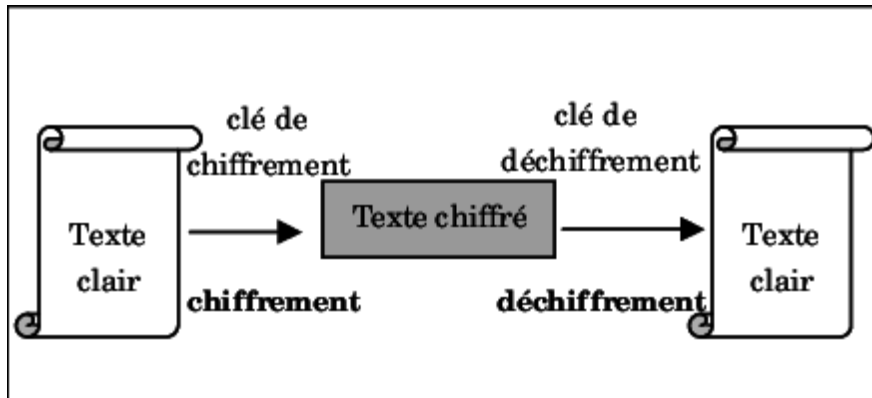 clé de
chiffrement
clé de
déchiffrement
Texte
clair
Texte chiffré
Texte
clair
chiffrement
déchiffrement